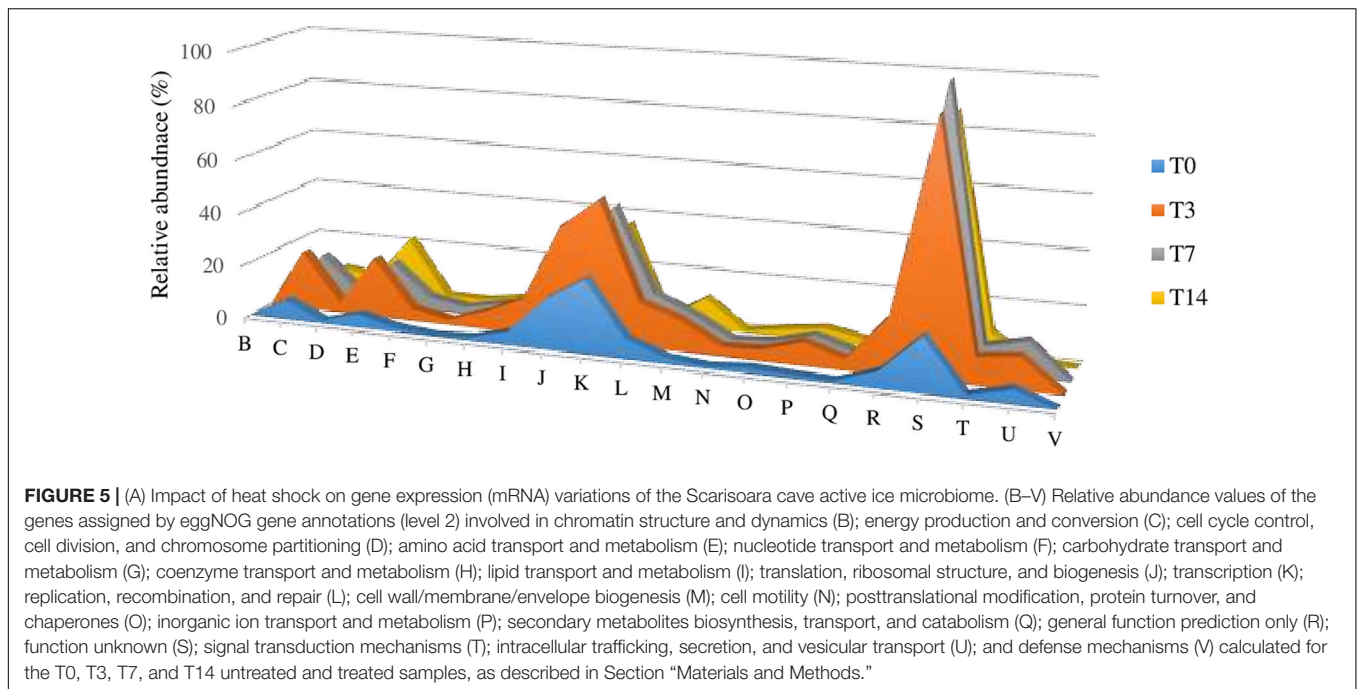 100
80
60
40
20
0
Relative abundnace (%)
B C D E F G H I J K L M N O P Q R S T U V
T0
T3
T7
T14
FIGURE 5 | (A) Impact of heat shock on gene expression (mRNA) variations of the Scarisoara cave active ice microbiome. (B–V) Relative abundance values of the
genes assigned by eggNOG gene annotations (level 2) involved in chromatin structure and dynamics (B); energy production and conversion (C); cell cycle control,
cell division, and chromosome partitioning (D); amino acid transport and metabolism (E); nucleotide transport and metabolism (F); carbohydrate transport and
metabolism (G); coenzyme transport and metabolism (H); lipid transport and metabolism (I); translation, ribosomal structure, and biogenesis (J); transcription (K);
replication, recombination, and repair (L); cell wall/membrane/envelope biogenesis (M); cell motility (N); posttranslational modification, protein turnover, and
chaperones (O); inorganic ion transport and metabolism (P); secondary metabolites biosynthesis, transport, and catabolism (Q); general function prediction only (R);
function unknown (S); signal transduction mechanisms (T); intracellular trafficking, secretion, and vesicular transport (U); and defense mechanisms (V) calculated for
the T0, T3, T7, and T14 untreated and treated samples, as described in Section “Materials and Methods.”